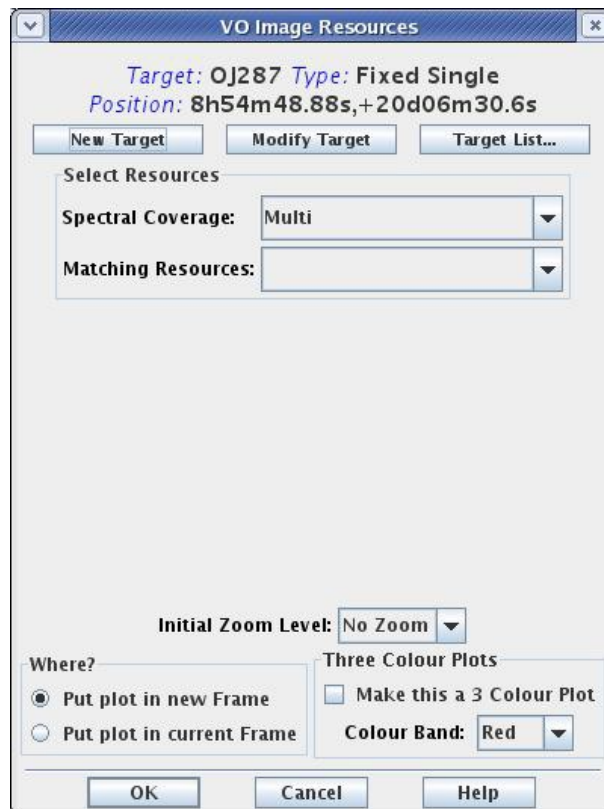 VO Image Resources
Target: OJ287 Type: Fixed Single
Position: 8h54m48.88s,+20d06m30.6s
New Target Modify Target Target List...
Select Resources
Spectral Coverage: Multi
Matching Resources:
Initial Zoom Level: No Zoom
Where?
Put plot in new Frame
Put plot in current Frame
Three Colour Plots
Make this a 3 Colour Plot
Colour Band: Red
OK Cancel Help